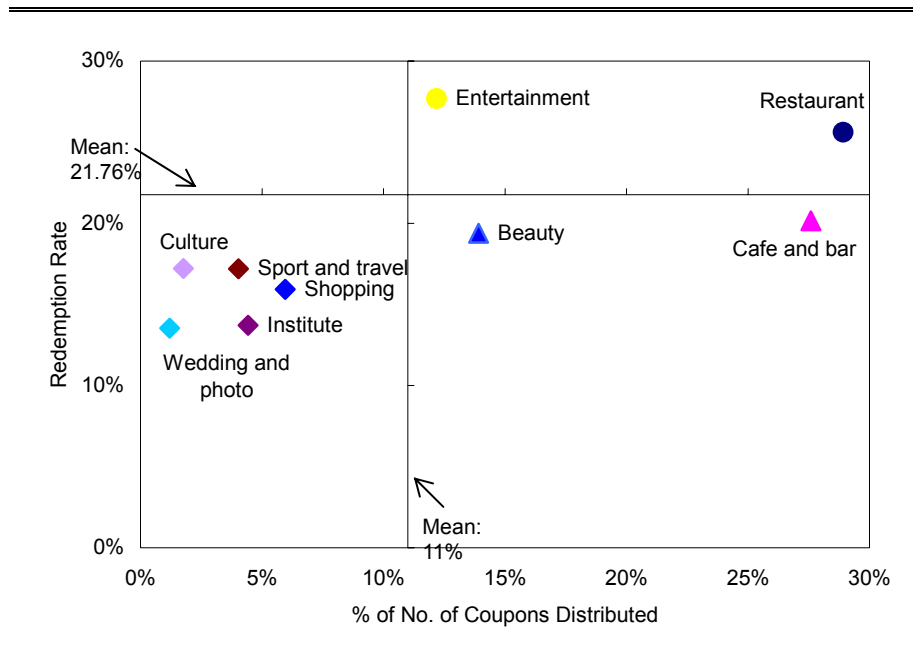 30%
Entertainment
Restaurant
Mean:
21.76%
20%
Culture
Beauty
Cafe and bar
Sport and travel
Shopping
Institute
Wedding and
photo
Redemption Rate
10%
Mean:
11%
0%
0%
5%
10%
15%
20%
25%
30%
% of No. of Coupons Distributed